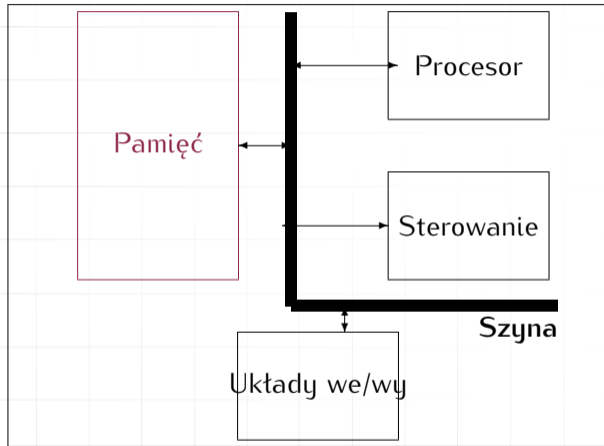 Procesor
Pamięć
Sterowanie
Szyna
Układy we/wy